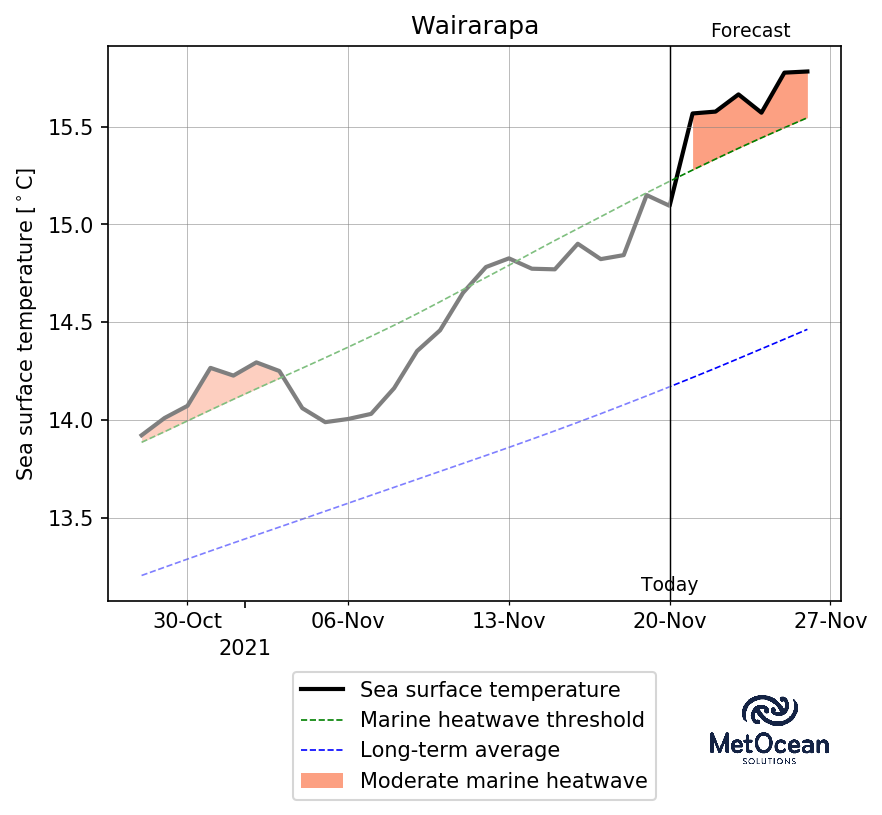 Wairarapa
Forecast
Sea surface temperature [°C]
15.5
15.0
14.5
14.0
13.5
Today
30-Oct 06-Nov 13-Nov 20-Nov 27-Nov
2021
Sea surface temperature
Marine heatwave threshold
Long-term average
Moderate marine heatwave
MetOcean
SOLUTIONS